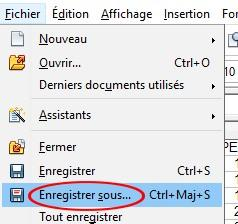 Fichier Édition Affichage Insertion
Nouveau
Ouvrir... Ctrl+O
Derniers documents utilisés
Assistants
Fermer
Enregistrer Ctrl+S
Enregistrer sous... Ctrl+Maj+S
Tout enregistrer